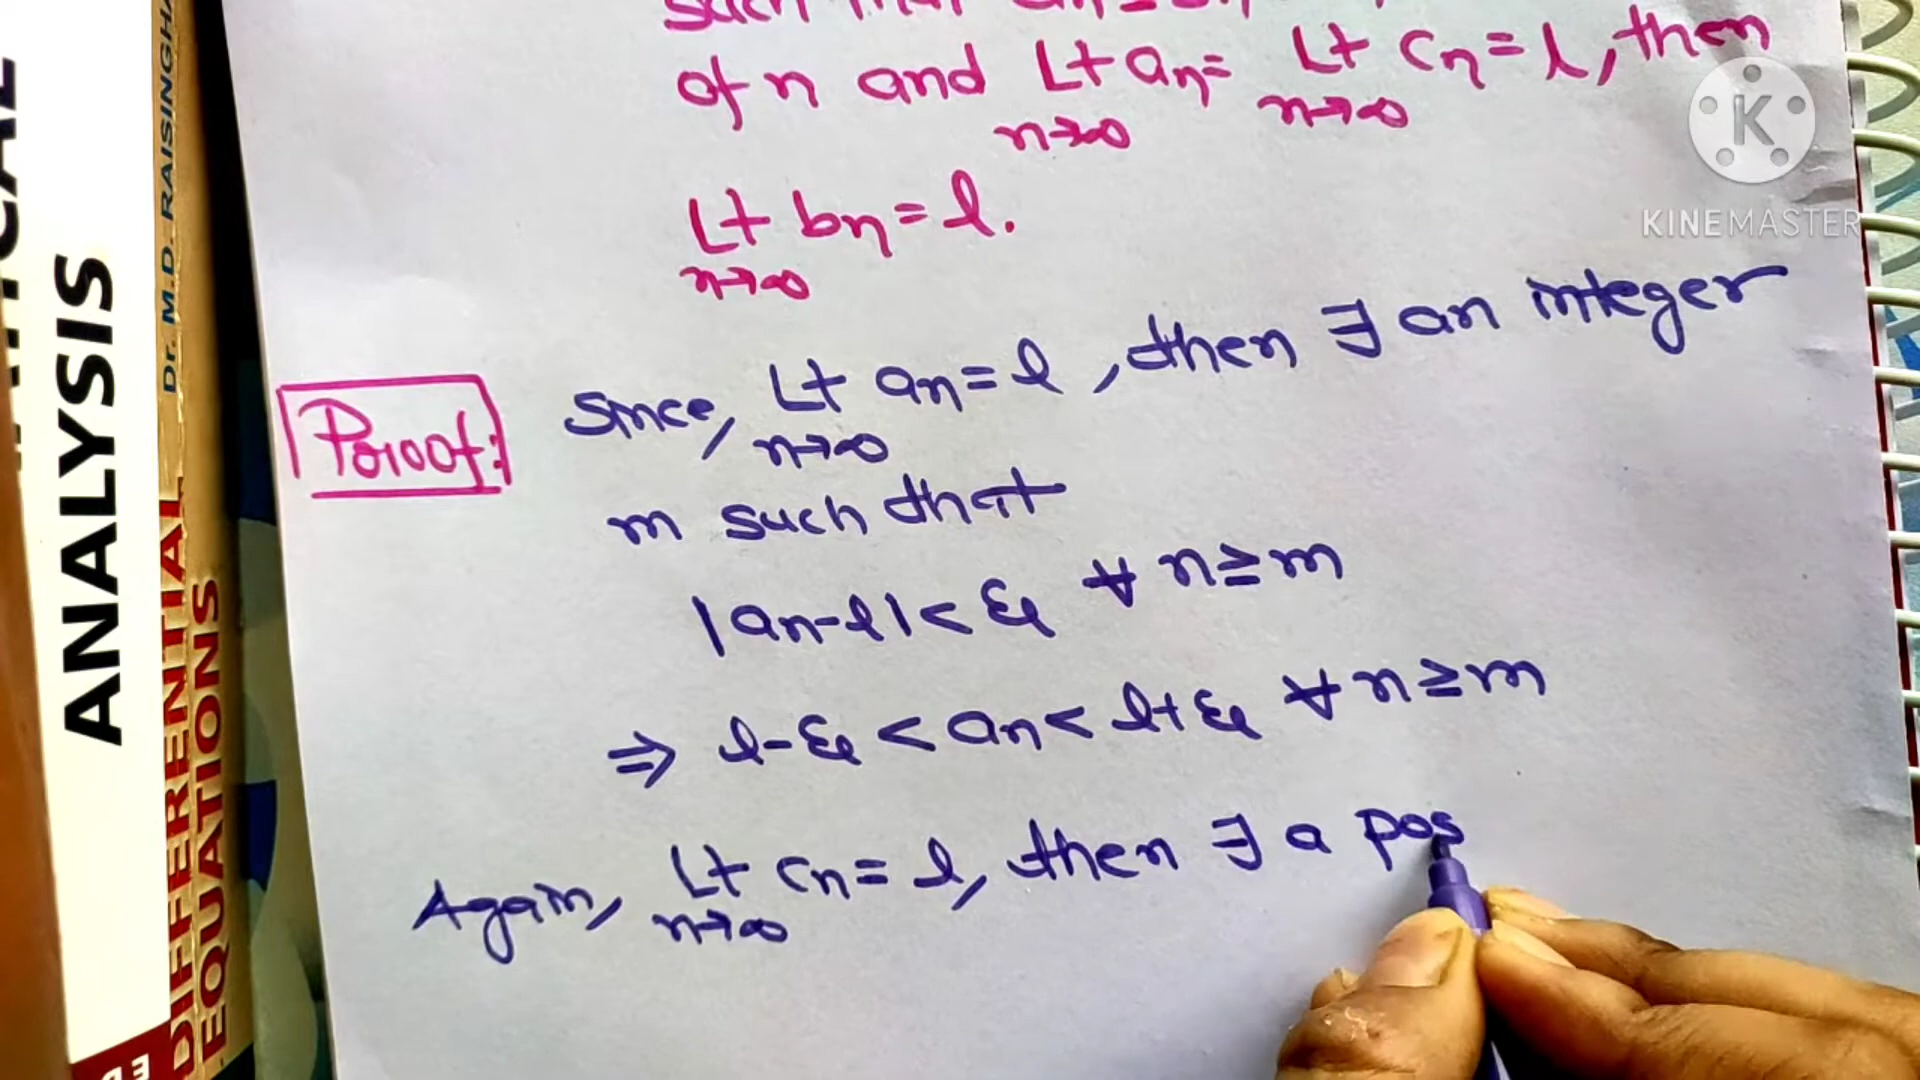 of n and Lt an = Lt cn = l, then
n→∞ n→∞
Lt bn = l.
n→∞
Proof:
Since, Lt an = l, then ∃ an integer
n→∞
m such that
|an-l| < ε, ∀ n ≥ m
⇒ l-ε, < an < l+ε, ∀ n ≥ m
Again, Lt cn = l, then ∃ a pos
n→∞
ANALYSIS
Dr. M.D. RAISINGHA
DIFFERENTIAL
EQUATIONS
K
KINEMASTER